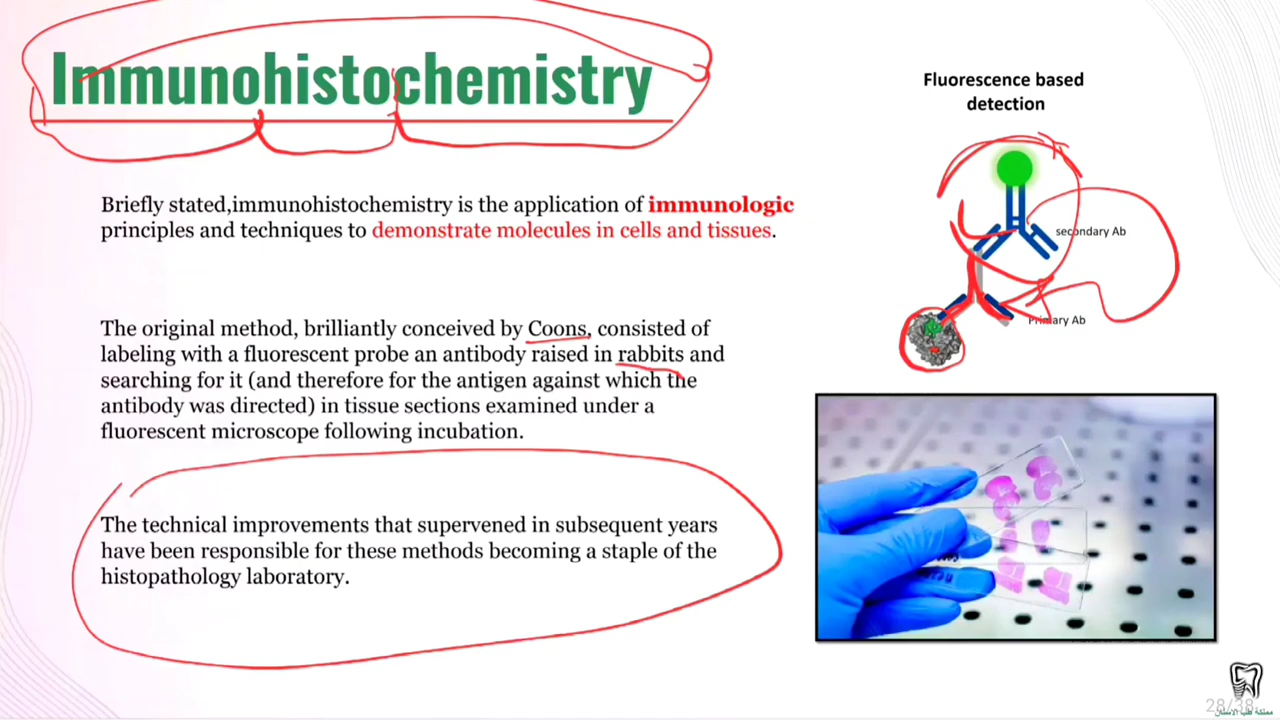 Immunohistochemistry
Briefly stated,immunohistochemistry is the application of immunologic
principles and techniques to demonstrate molecules in cells and tissues.
The original method, brilliantly conceived by Coons, consisted of
labeling with a fluorescent probe an antibody raised in rabbits and
searching for it (and therefore for the antigen against which the
antibody was directed) in tissue sections examined under a
fluorescent microscope following incubation.
The technical improvements that supervened in subsequent years
have been responsible for these methods becoming a staple of the
histopathology laboratory.
Fluorescence based
detection
secondary Ab
Primary Ab
28/38
مملكة طب الاسنان